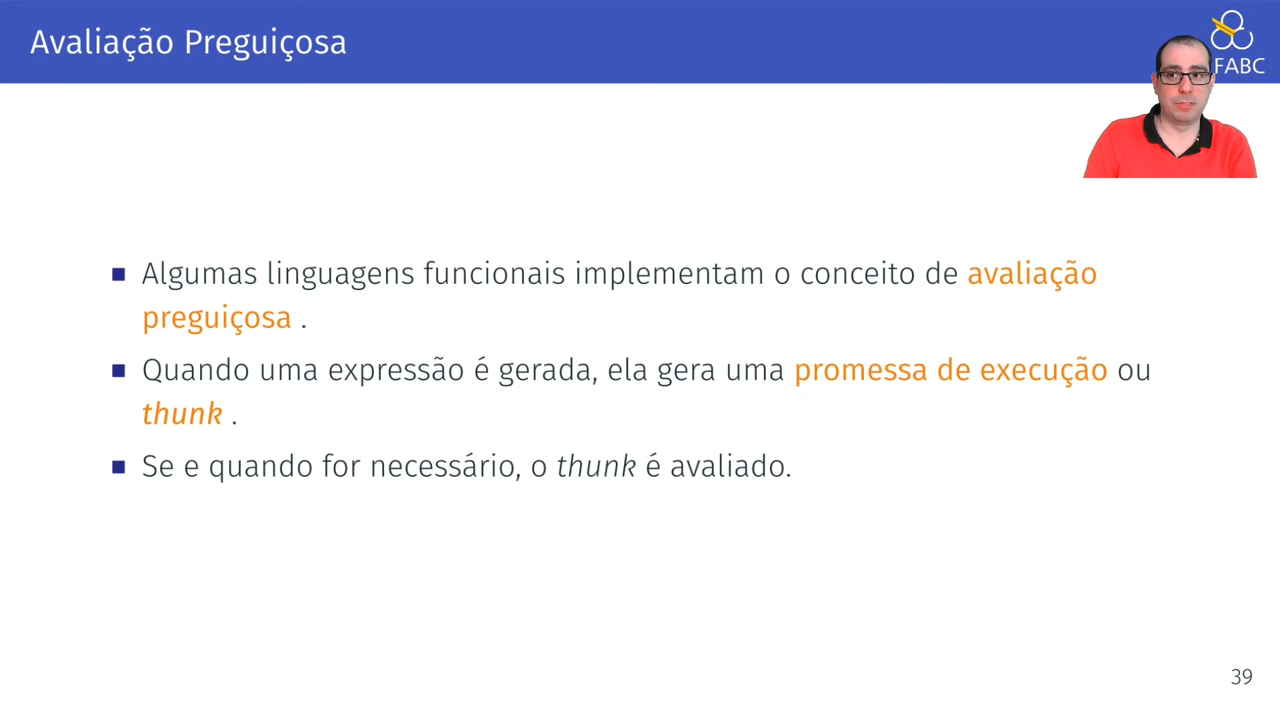 Avaliação Preguiçosa
FABC
■ Algumas linguagens funcionais implementam o conceito de avaliação
preguiçosa .
■ Quando uma expressão é gerada, ela gera uma promessa de execução ou
thunk .
■ Se e quando for necessário, o thunk é avaliado.
39